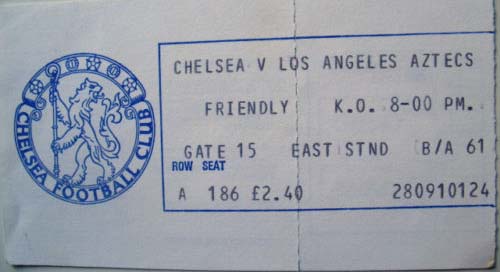 CHELSEA FOOTBALL CLUB
CHELSEA V LOS ANGELES AZTECS
FRIENDLY K.O. 8-00 PM.
GATE 15 EAST STND B/A 61
ROW SEAT
A 186 £2.40 280910124